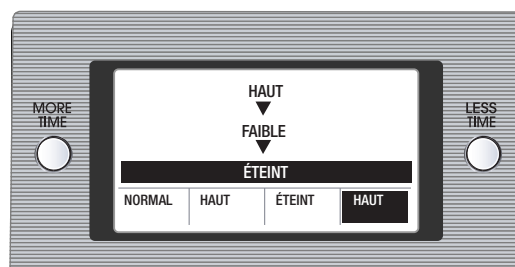 HAUT
FAIBLE
ÉTEINT
NORMAL HAUT ÉTEINT HAUT
MORE
TIME
LESS
TIME